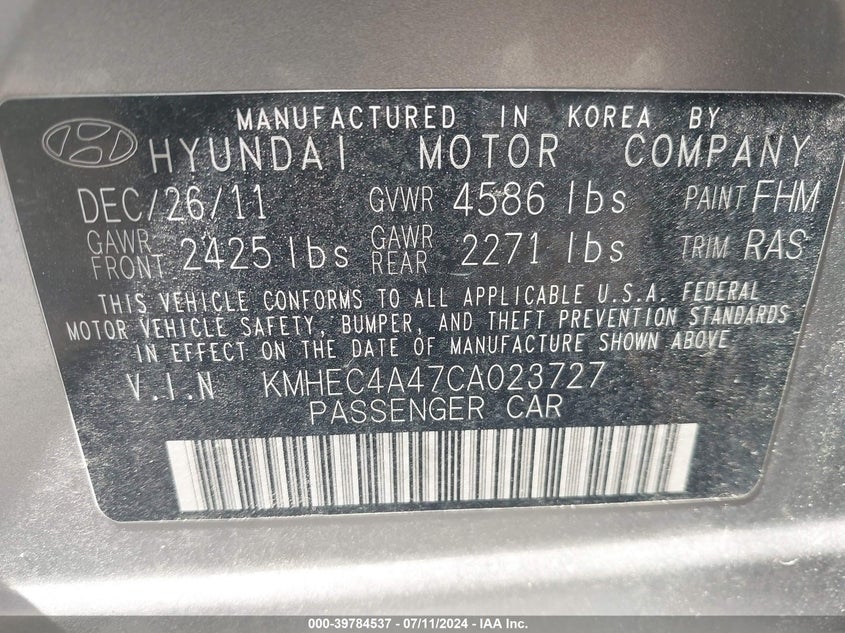 MANUFACTURED IN KOREA BY
HYUNDAI MOTOR COMPANY
DEC/26/11 GVWR 4586 lbs PAINT FHM
GAWR FRONT 2425 lbs GAWR REAR 2271 lbs TRIM RAS
THIS VEHICLE CONFORMS TO ALL APPLICABLE U.S.A. FEDERAL
MOTOR VEHICLE SAFETY, BUMPER, AND THEFT PREVENTION STANDARDS
IN EFFECT ON THE DATE OF MANUFACTURE SHOWN ABOVE.
V.I.N KMHEC4A47CA023727
PASSENGER CAR
000-39784537 - 07/11/2024 - IAA Inc.